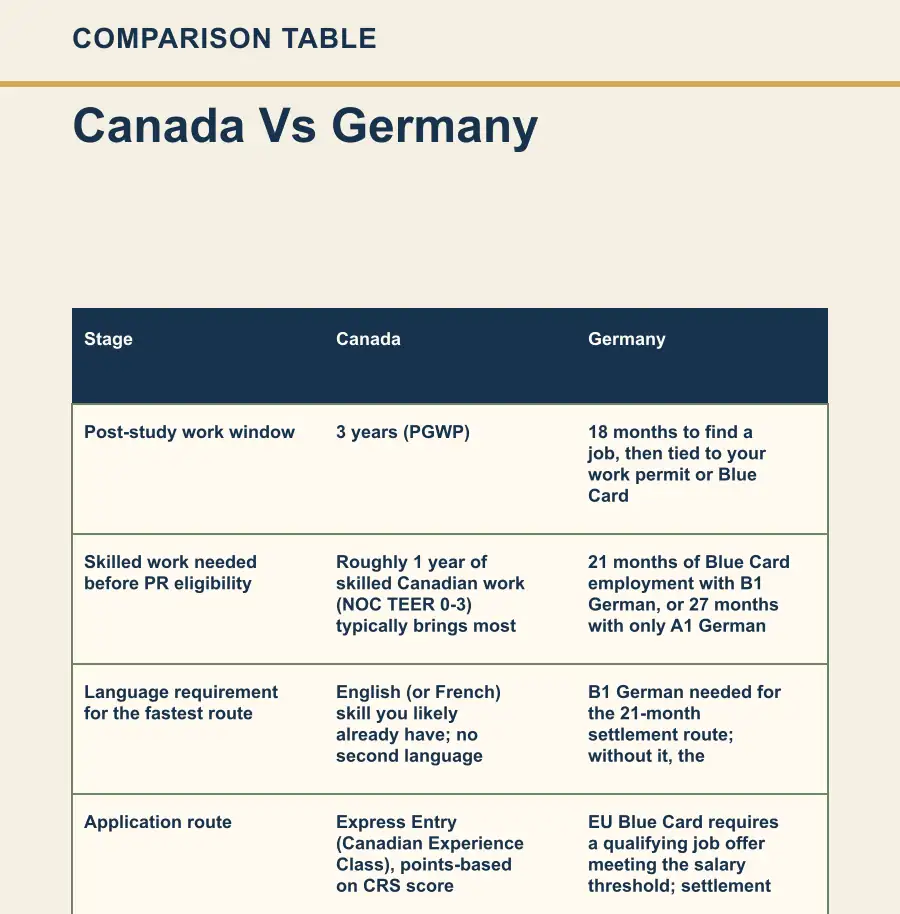 COMPARISON TABLE
Canada Vs Germany
Stage
Canada
Germany
Post-study work window
3 years (PGWP)
18 months to find a
job, then tied to your
work permit or Blue
Card
Skilled work needed
before PR eligibility
Roughly 1 year of
skilled Canadian work
(NOC TEER 0-3)
typically brings most
21 months of Blue Card
employment with B1
German, or 27 months
with only A1 German
Language requirement
for the fastest route
English (or French)
skill you likely
already have; no
second language
B1 German needed for
the 21-month
settlement route;
without it, the
Application route
Express Entry
(Canadian Experience
Class), points-based
on CRS score
EU Blue Card requires
a qualifying job offer
meeting the salary
threshold; settlement